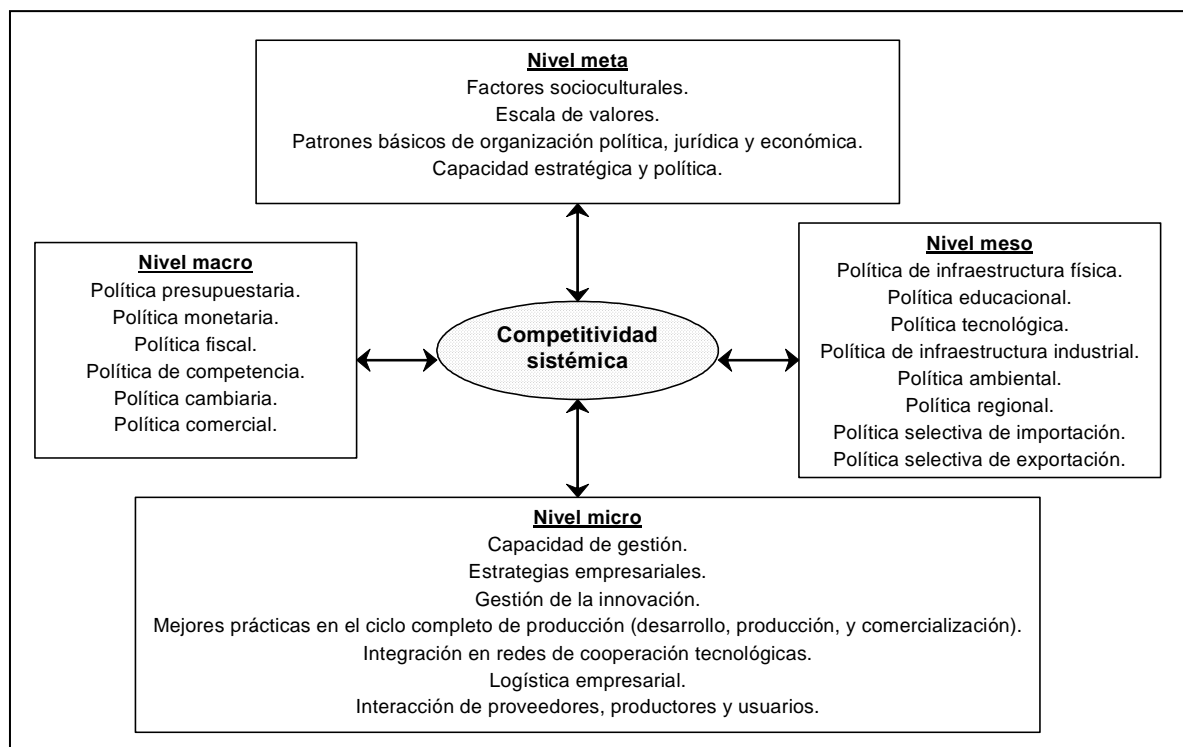 Nivel meta
Factores socioculturales.
Escala de valores.
Patrones básicos de organización política, jurídica y económica.
Capacidad estratégica y política.
Nivel macro
Política presupuestaria.
Política monetaria.
Política fiscal.
Política de competencia.
Política cambiaria.
Política comercial.
Competitividad
sistémica
Nivel meso
Política de infraestructura física.
Política educacional.
Política tecnológica.
Política de infraestructura industrial.
Política ambiental.
Política regional.
Política selectiva de importación.
Política selectiva de exportación.
Nivel micro
Capacidad de gestión.
Estrategias empresariales.
Gestión de la innovación.
Mejores prácticas en el ciclo completo de producción (desarrollo, producción, y comercialización).
Integración en redes de cooperación tecnológicas.
Logística empresarial.
Interacción de proveedores, productores y usuarios.